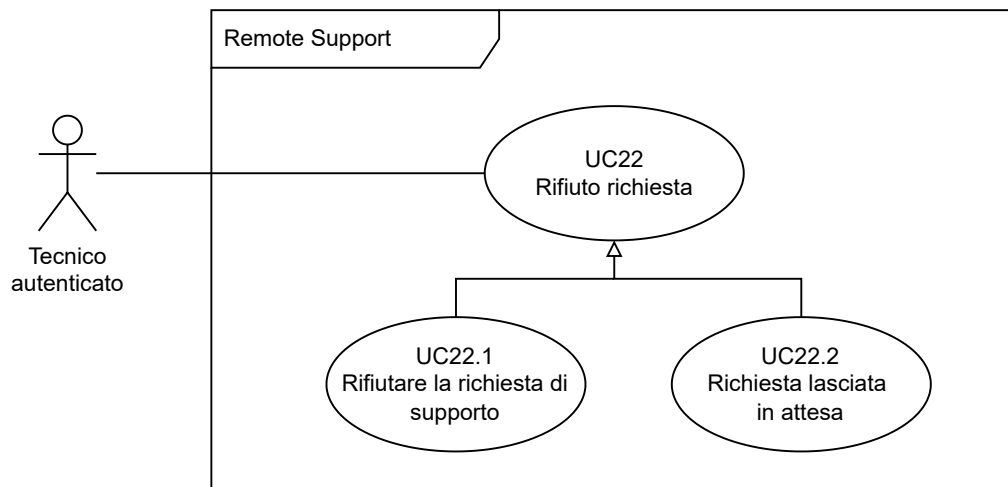 Remote Support
UC22
Rifiuto richiesta
Tecnico
autenticato
UC22.1
Rifiutare la richiesta di
supporto
UC22.2
Richiesta lasciata
in attesa